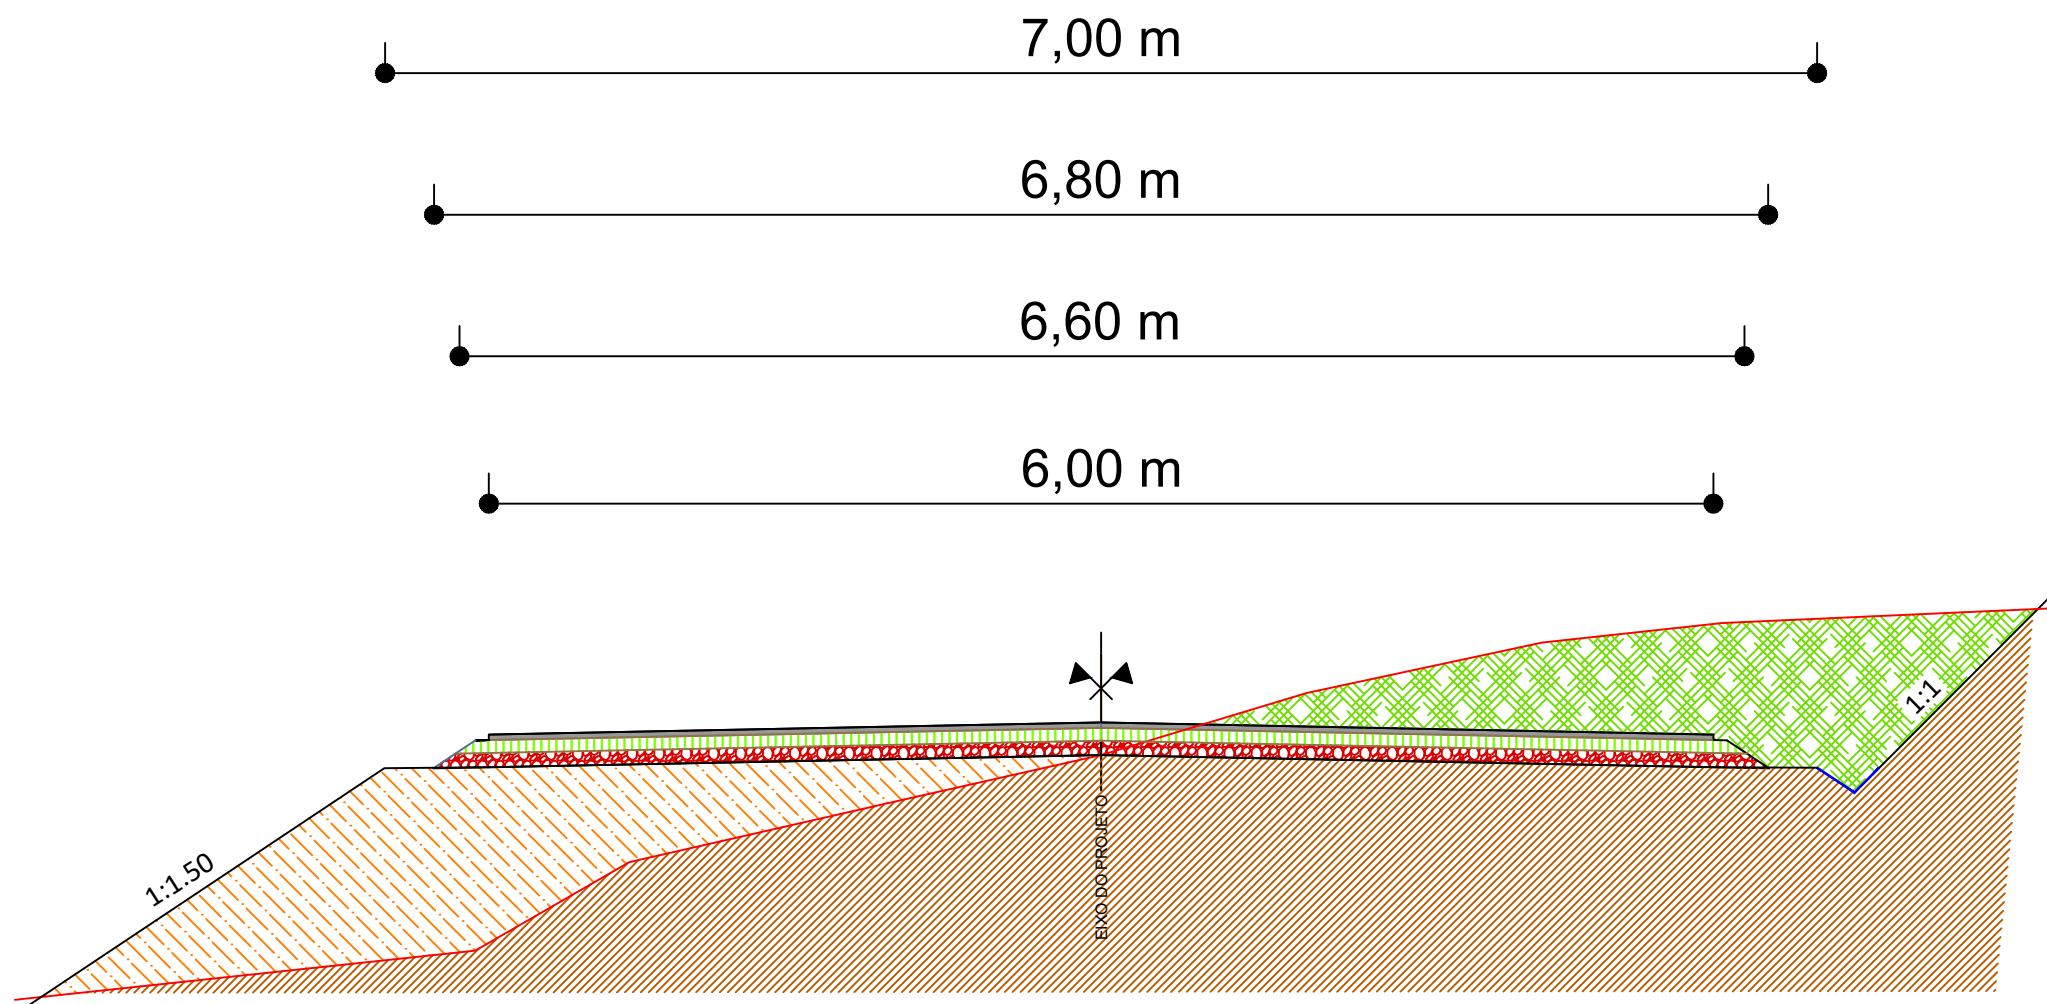 7,00 m
6,80 m
6,60 m
6,00 m
1:1
1:1.50
EIXO DO PROJETO